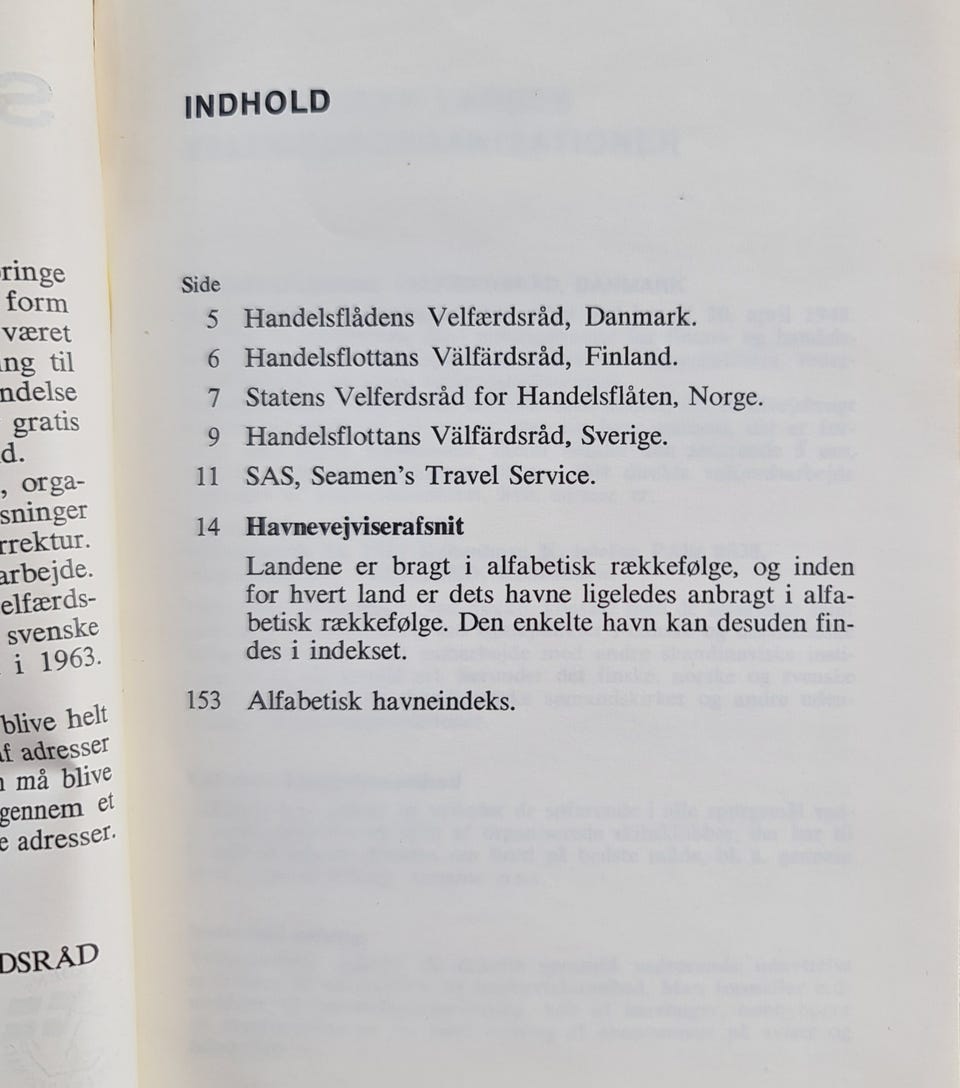 ringe
form
været
til
ndelse
gratis
d.
, orga-
sninger
rrektur.
arbejde.
elfærds-
svenske
i 1963.
blive helt
af adresser
må blive
gennem et
e adresser.
DSRÅD
INDHOLD
Side
5 Handelsflådens Velfærdsråd, Danmark.
6 Handelsflottans Välfärdsråd, Finland.
7 Statens Velferdsråd for Handelsflåten, Norge.
9 Handelsflottans Välfärdsråd, Sverige.
11 SAS, Seamen's Travel Service.
14 Havnevejviserafsnit
Landene er bragt i alfabetisk rækkefølge, og inden
for hvert land er dets havne ligeledes anbragt i alfa-
betisk rækkefølge. Den enkelte havn kan desuden fin-
des i indekset.
153 Alfabetisk havneindeks.